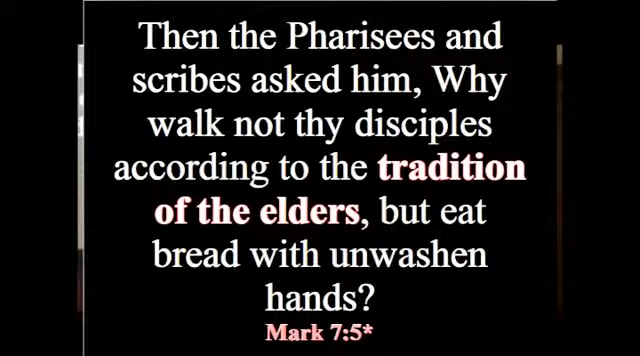 Then the Pharisees and
scribes asked him, Why
walk not thy disciples
according to the tradition
of the elders, but eat
bread with unwashen
hands?
Mark 7:5*